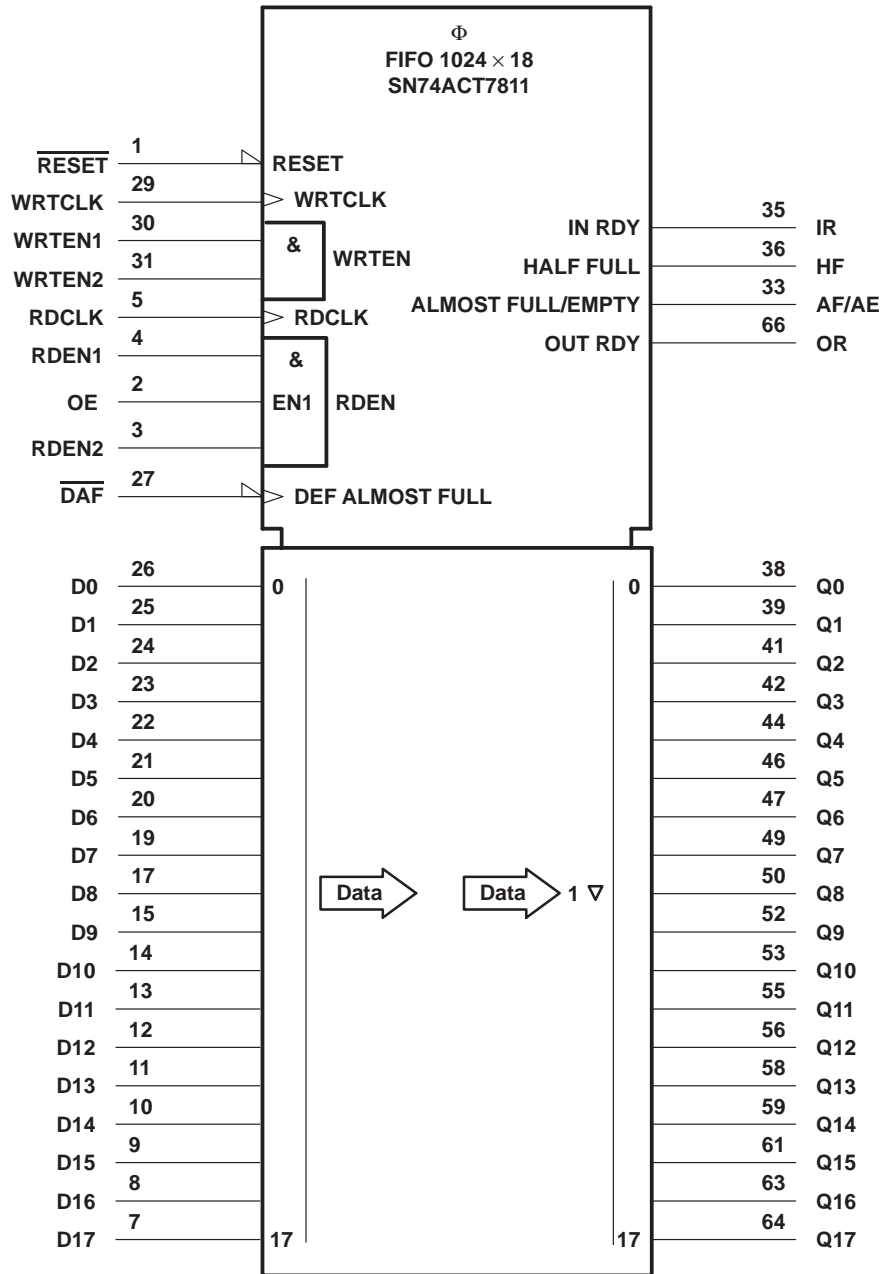 Φ
FIFO 1024 × 18
SN74ACT7811
RESET 1 RESET
WRTCLK 29 WRTCLK
WRTEN1 30
& WRTEN
WRTEN2 31
RDCLK 5 RDCLK
RDEN1 4
&
OE 2 EN1 RDEN
RDEN2 3
DAF 27 DEF ALMOST FULL
IN RDY 35 IR
HALF FULL 36 HF
ALMOST FULL/EMPTY 33 AF/AE
OUT RDY 66 OR
D0 26 0 0 38 Q0
D1 25 39 Q1
D2 24 41 Q2
D3 23 42 Q3
D4 22 44 Q4
D5 21 46 Q5
D6 20 47 Q6
D7 19 49 Q7
D8 17 Data Data 1 ∇ 50 Q8
D9 15 52 Q9
D10 14 53 Q10
D11 13 55 Q11
D12 12 56 Q12
D13 11 58 Q13
D14 10 59 Q14
D15 9 61 Q15
D16 8 63 Q16
D17 7 17 17 64 Q17